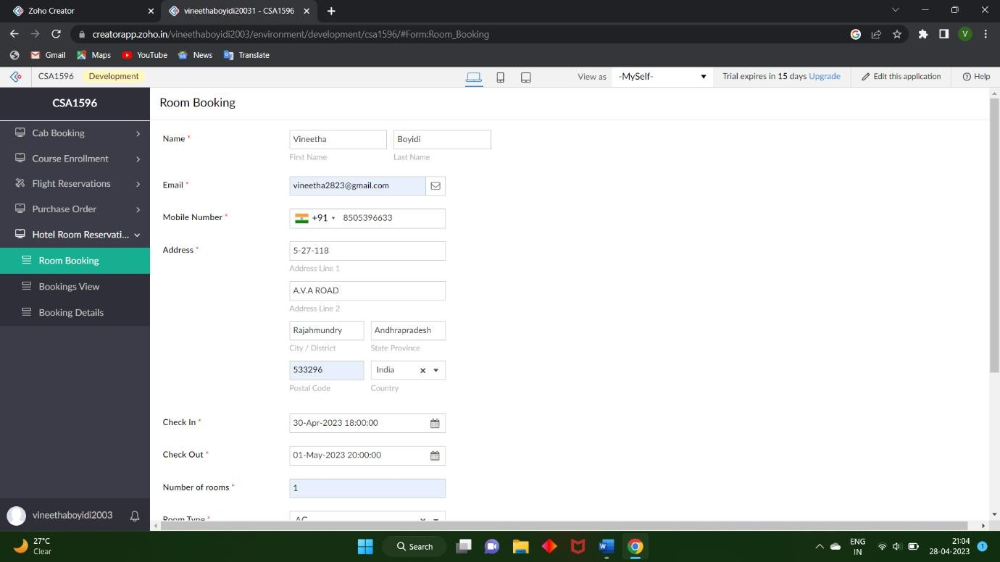 Zoho Creator
vineethaboyidi20031 - CSA1596
creatorapp.zoho.in/vineethaboyidi2003/environment/development/csa1596/#Form:Room_Booking
V
Gmail Maps YouTube News Translate
CSA1596 Development View as -MySelf- Trial expires in 15 days Upgrade Edit this application Help
CSA1596
Cab Booking
Course Enrollment
Flight Reservations
Purchase Order
Hotel Room Reservati...
Room Booking
Bookings View
Booking Details
vineethaboyidi2003
Room Booking
Name * Vineetha Boyidi
First Name Last Name
Email * vineetha2823@gmail.com
Mobile Number * +91 8505396633
Address * 5-27-118
Address Line 1
A.V.A ROAD
Address Line 2
Rajahmundry Andhrapradesh
City / District State Province
533296 India
Postal Code Country
Check In * 30-Apr-2023 18:00:00
Check Out * 01-May-2023 20:00:00
Number of rooms * 1
Room Type * AC
27°C
Clear
Search
ENG
IN
21:04
28-04-2023
1